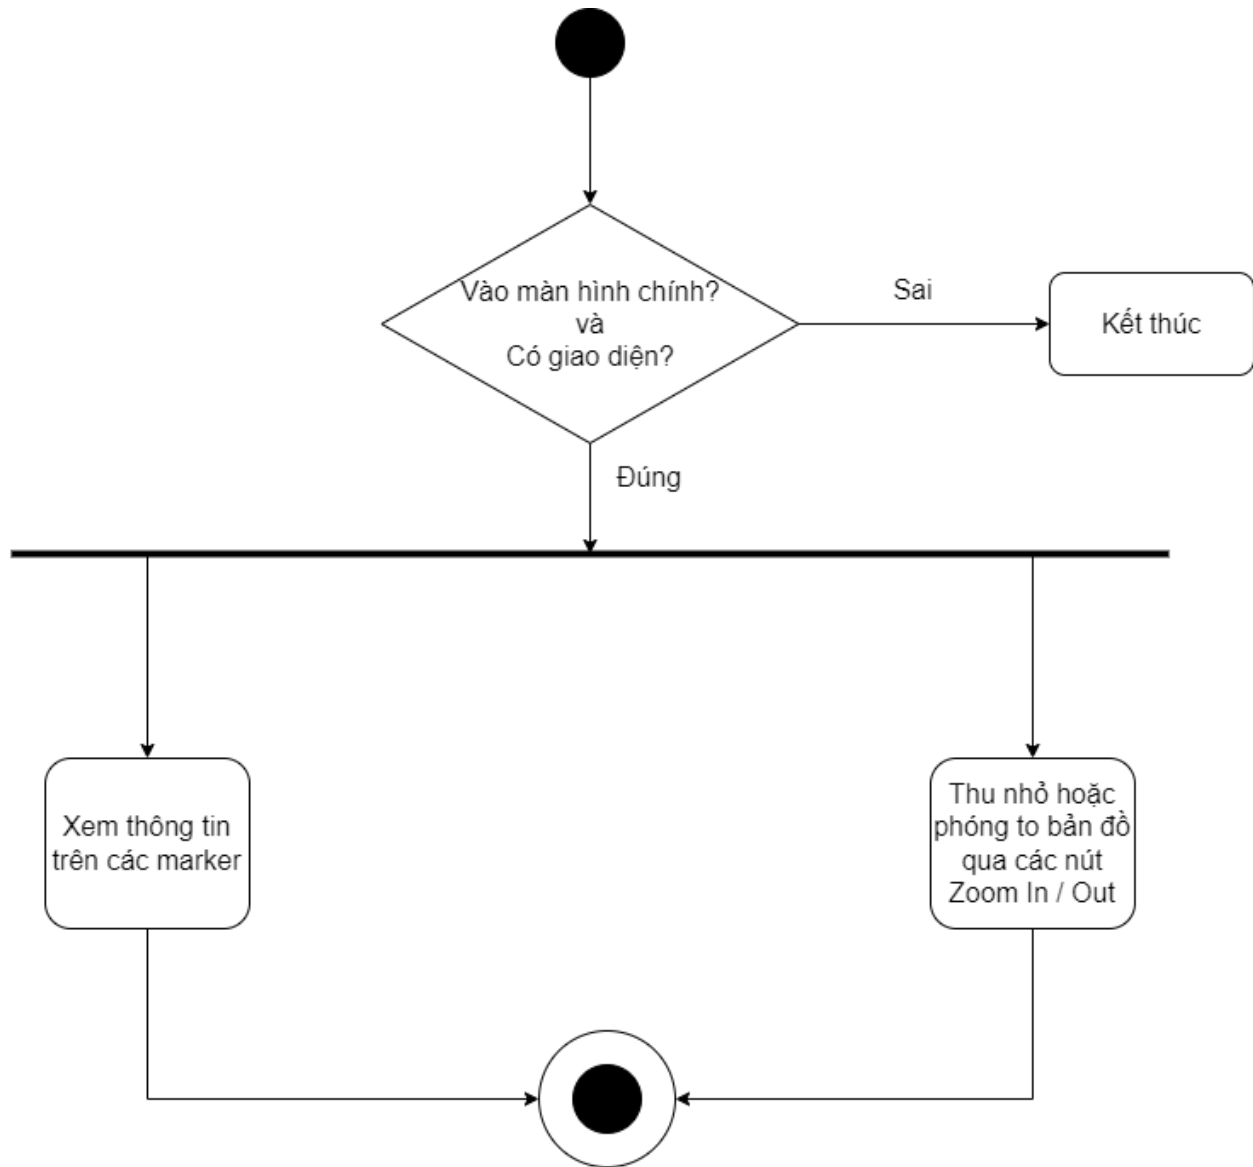 Vào màn hình chính?
và
Có giao diện?
Sai
Kết thúc
Đúng
Xem thông tin
trên các marker
Thu nhỏ hoặc
phóng to bản đồ
qua các nút
Zoom In / Out